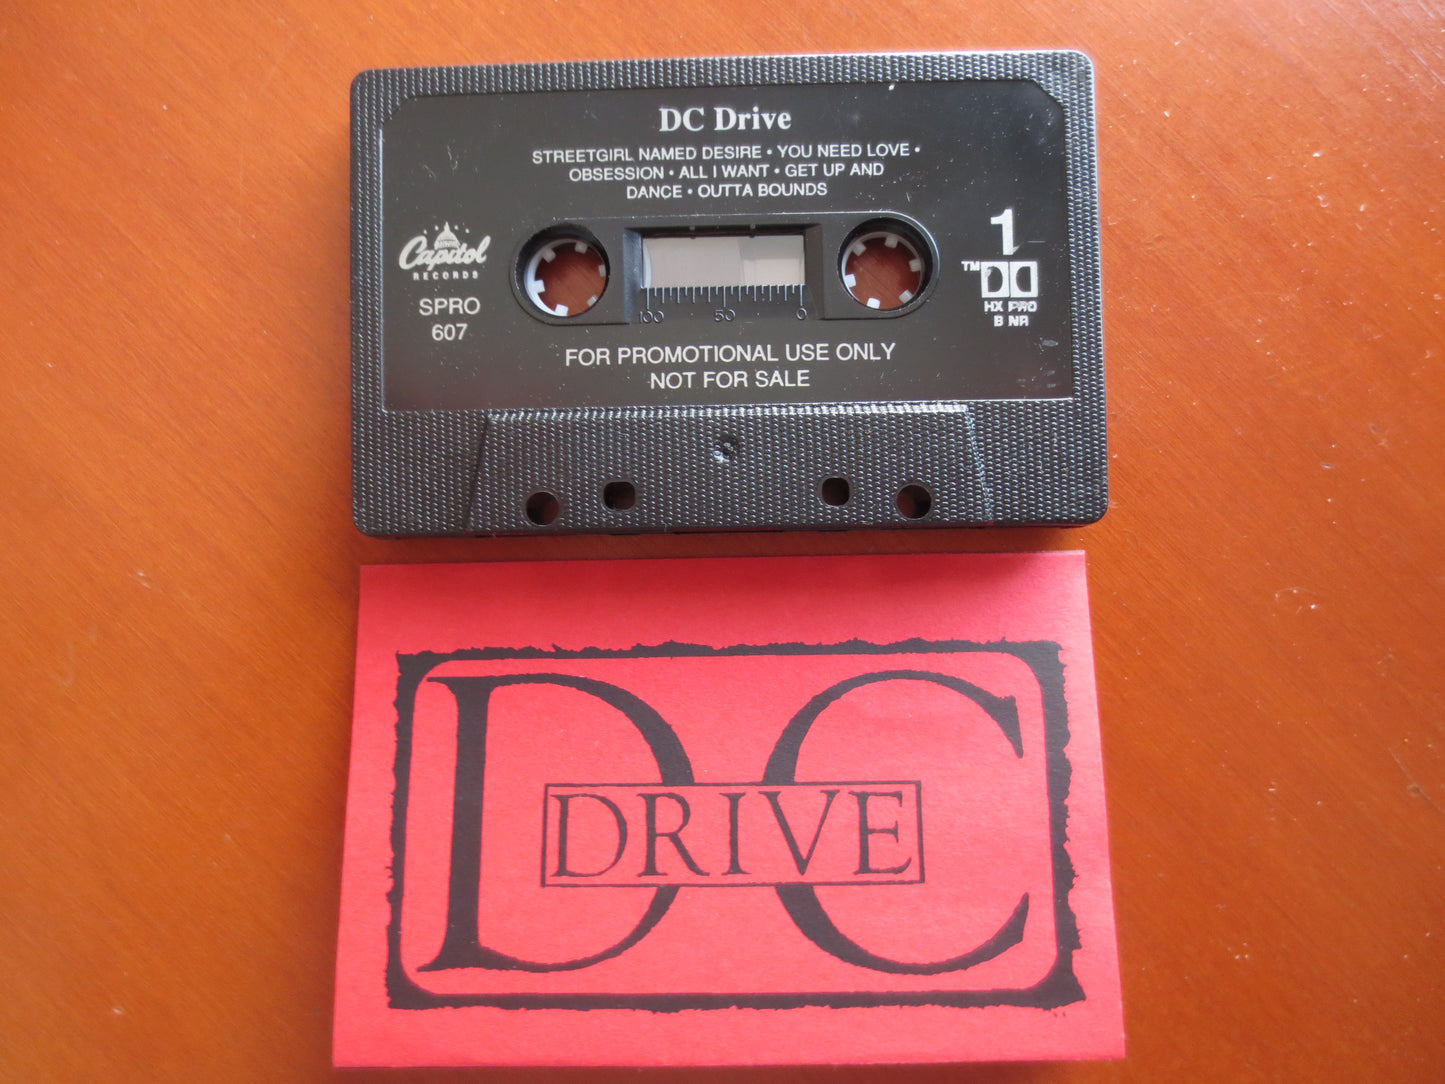 DC Drive
STREETGIRL NAMED DESIRE • YOU NEED LOVE •
OBSESSION • ALL I WANT • GET UP AND
DANCE • OUTTA BOUNDS
Capitol
RECORDS
SPRO
607
100 50 0
1
TM
HX PRO
B NR
FOR PROMOTIONAL USE ONLY
NOT FOR SALE
DC
DRIVE